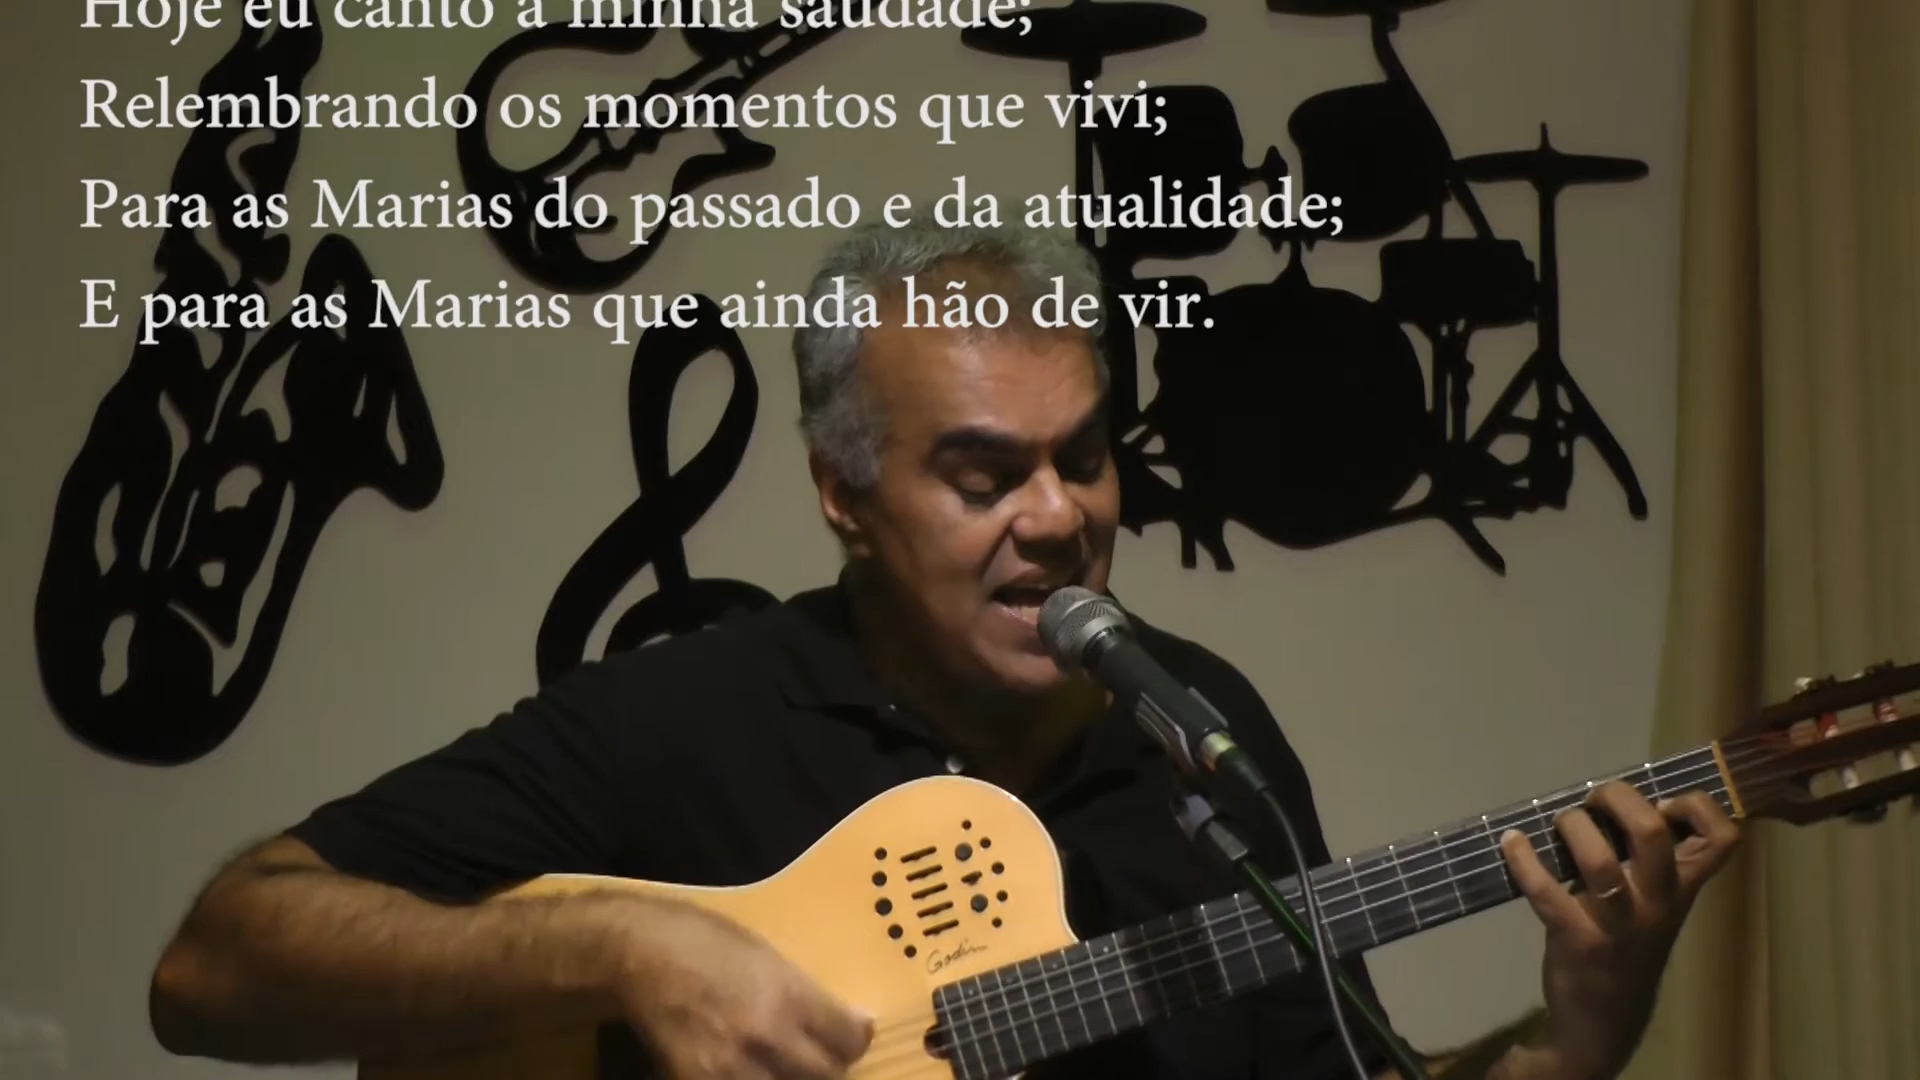 Hoje eu canto a minha saudade;
Relembrando os momentos que vivi;
Para as Marias do passado e da atualidade;
E para as Marias que ainda hão de vir.
Godin